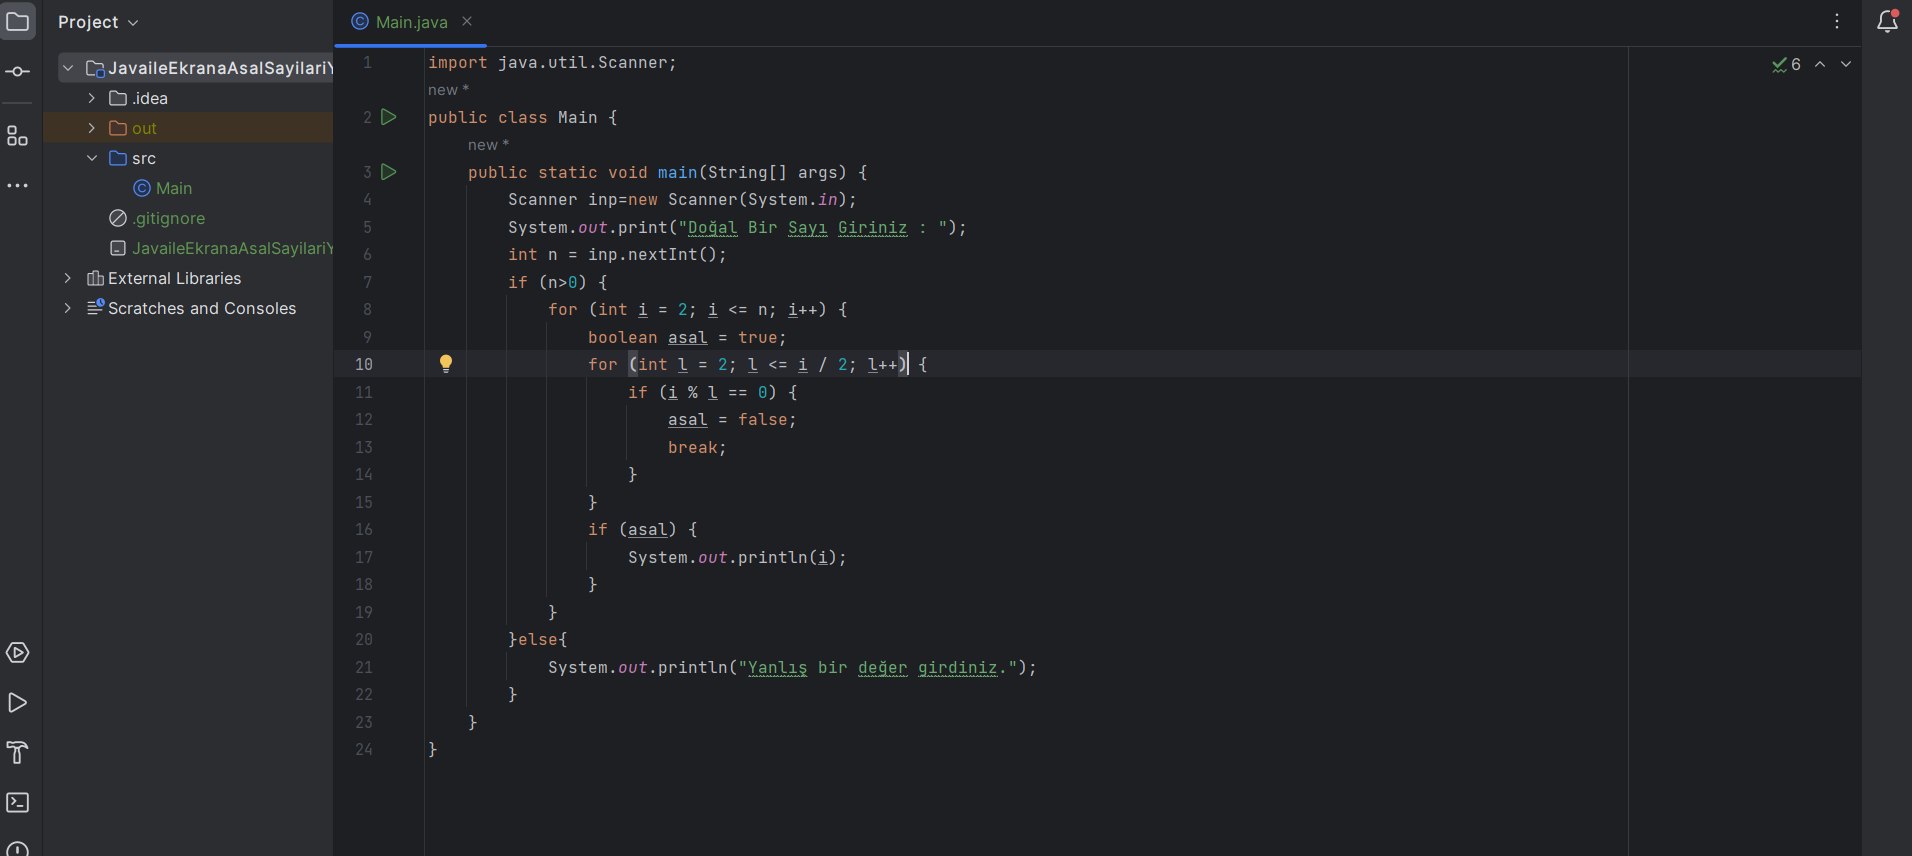 Project
JavaileEkranaAsalSayilariY
.idea
out
src
Main
.gitignore
JavaileEkranaAsalSayilariY
External Libraries
Scratches and Consoles
Main.java
6
1 import java.util.Scanner;
new *
2 public class Main {
new *
3 public static void main(String[] args) {
4 Scanner inp=new Scanner(System.in);
5 System.out.print("Doğal Bir Sayı Giriniz : ");
6 int n = inp.nextInt();
7 if (n>0) {
8 for (int i = 2; i <= n; i++) {
9 boolean asal = true;
10 for (int l = 2; l <= i / 2; l++) {
11 if (i % l == 0) {
12 asal = false;
13 break;
14 }
15 }
16 if (asal) {
17 System.out.println(i);
18 }
19 }
20 }else{
21 System.out.println("Yanlış bir değer girdiniz.");
22 }
23 }
24 }